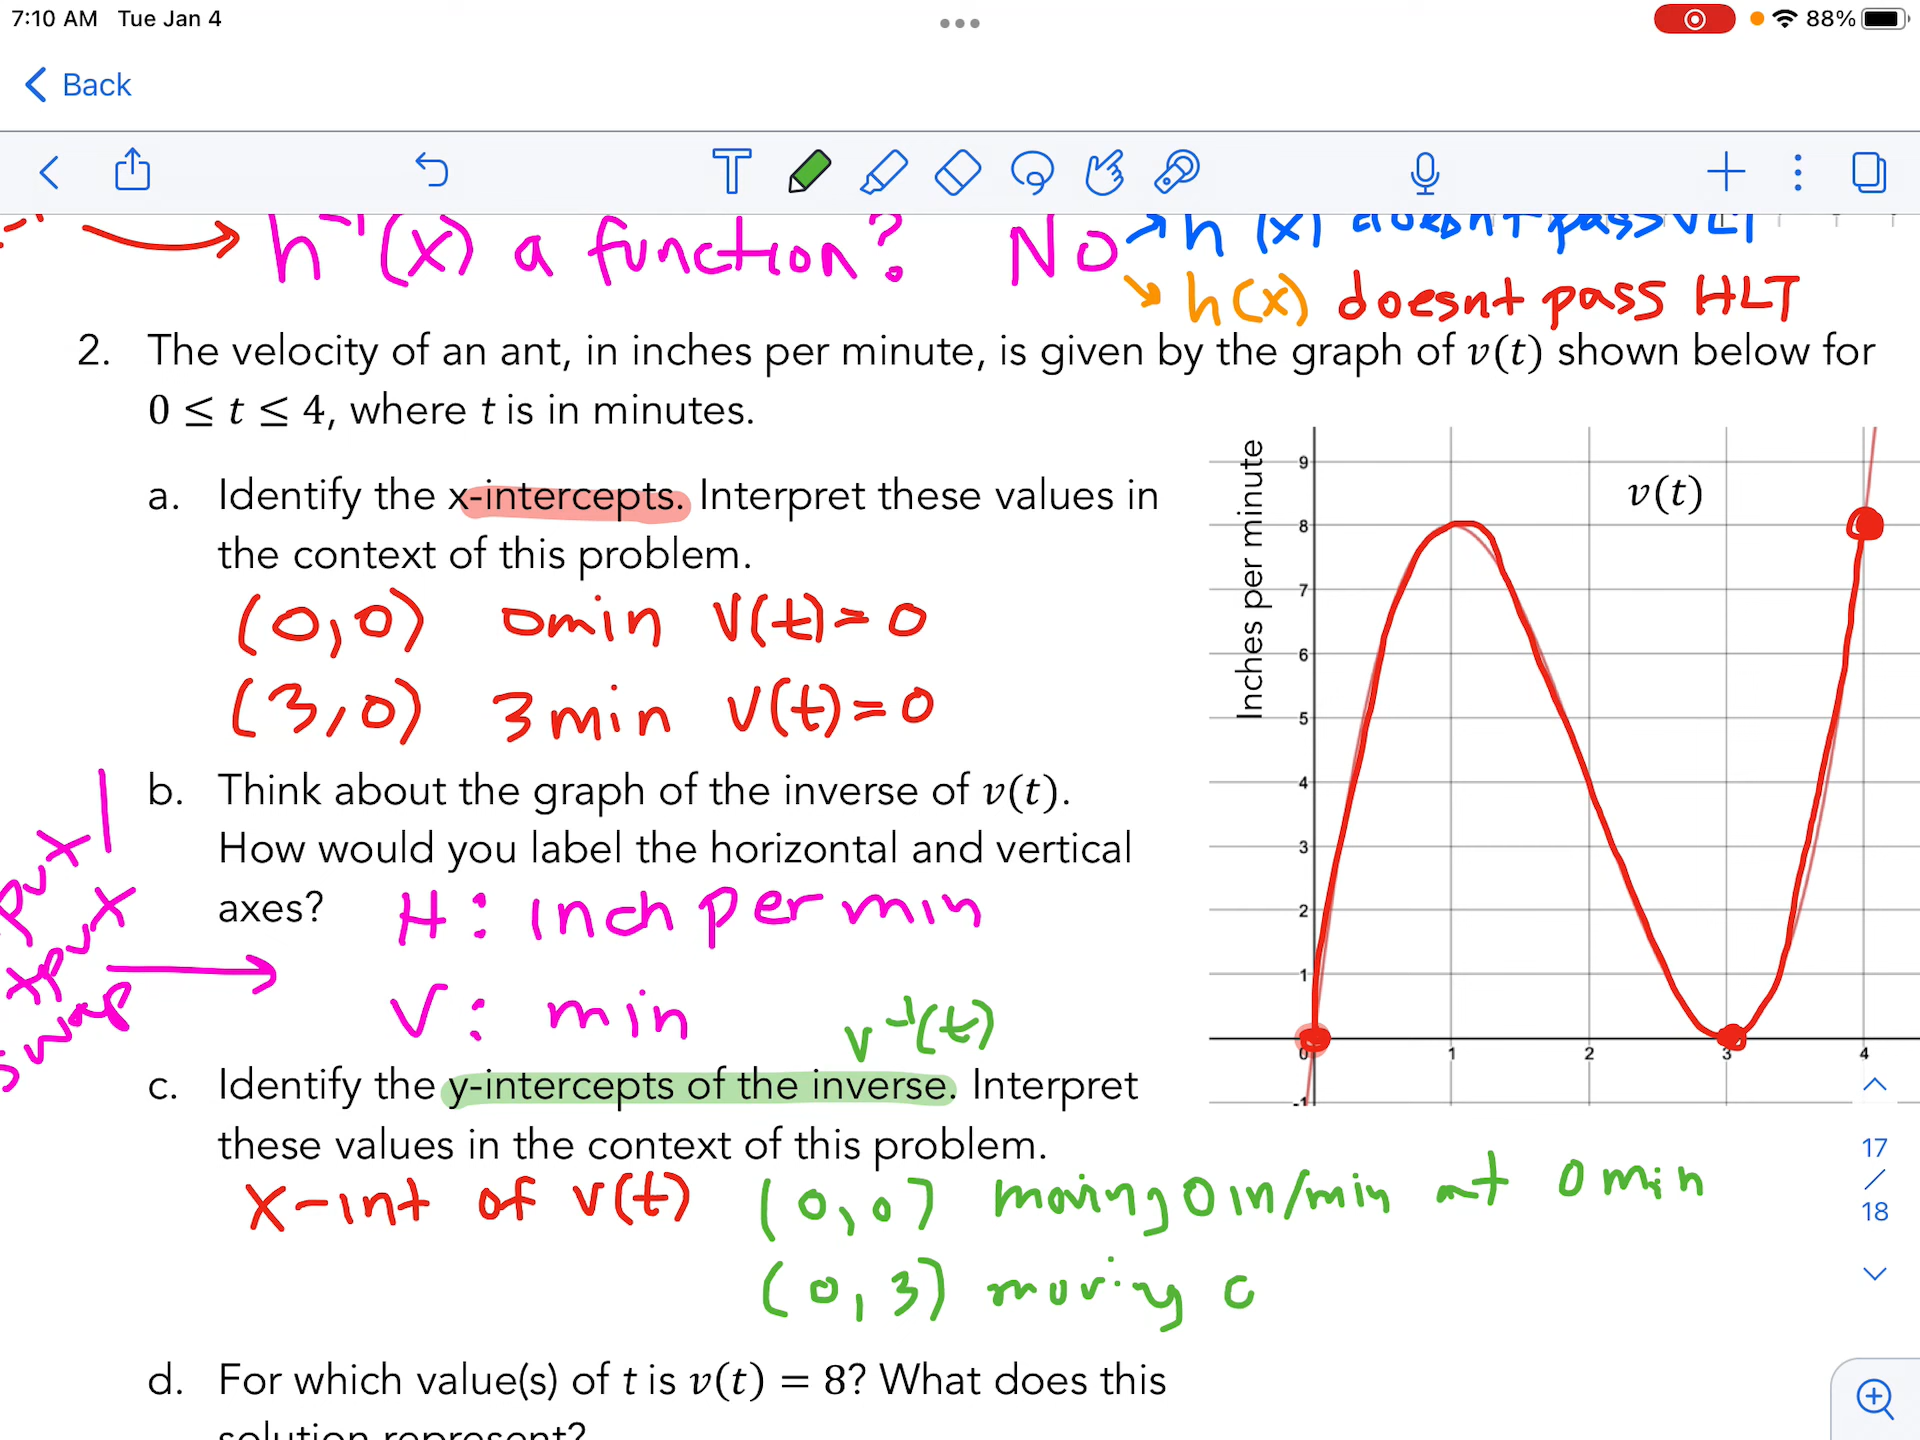 7:10 AM Tue Jan 4
88%
Back
h⁻¹(x) a function? No
h(x) doesnt pass VLT
h(x) doesnt pass HLT
2. The velocity of an ant, in inches per minute, is given by the graph of v(t) shown below for
0 ≤ t ≤ 4, where t is in minutes.
a. Identify the x-intercepts. Interpret these values in
the context of this problem.
(0,0) 0min v(t)=0
(3,0) 3min v(t)=0
b. Think about the graph of the inverse of v(t).
How would you label the horizontal and vertical
axes? H: inch per min
V: min
swap
v⁻¹(t)
c. Identify the y-intercepts of the inverse. Interpret
these values in the context of this problem.
x-int of v(t) (0,0) moving 0 in/min at 0 min
(0,3) moving
d. For which value(s) of t is v(t) = 8? What does this
solution represent?
Inches per minute
v(t)
9
8
7
6
5
4
3
2
1
0 1 2 3 4
-1
17
/
18